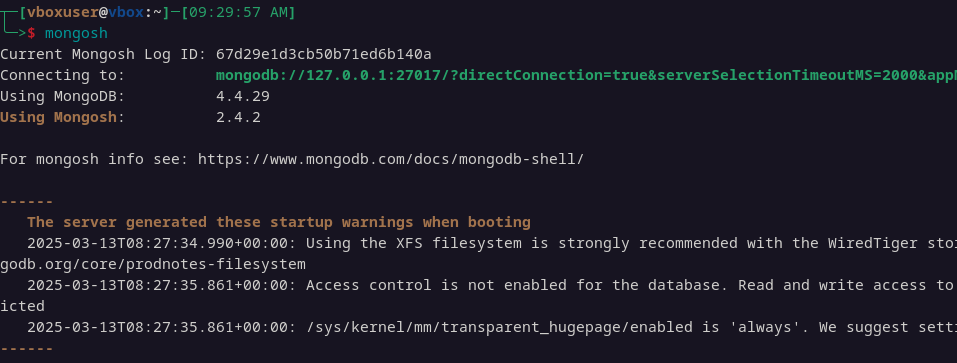 ┬─[vboxuser@vbox:~]─[09:29:57 AM]
╰─>$ mongosh
Current Mongosh Log ID: 67d29e1d3cb50b71ed6b140a
Connecting to:          mongodb://127.0.0.1:27017/?directConnection=true&serverSelectionTimeoutMS=2000&app
Using MongoDB:          4.4.29
Using Mongosh:          2.4.2
For mongosh info see: https://www.mongodb.com/docs/mongodb-shell/
------
   The server generated these startup warnings when booting
   2025-03-13T08:27:34.990+00:00: Using the XFS filesystem is strongly recommended with the WiredTiger sto
godb.org/core/prodnotes-filesystem
   2025-03-13T08:27:35.861+00:00: Access control is not enabled for the database. Read and write access to
icted
   2025-03-13T08:27:35.861+00:00: /sys/kernel/mm/transparent_hugepage/enabled is 'always'. We suggest sett
------